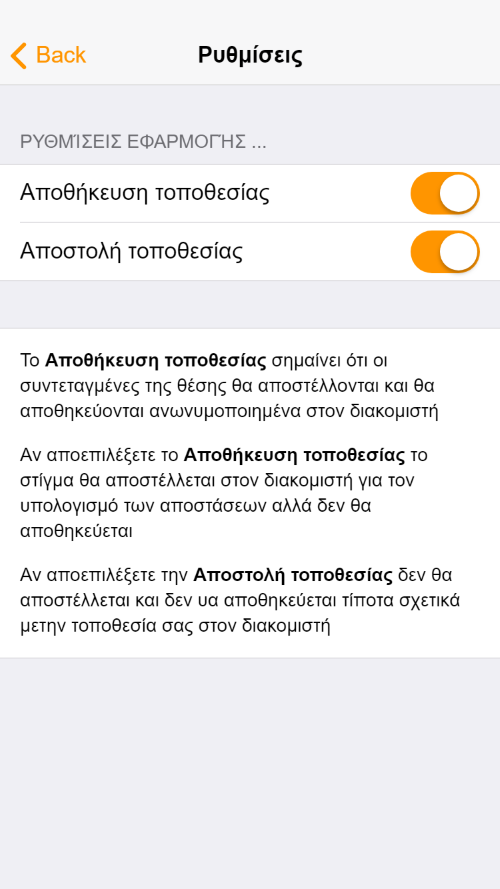 Back
Ρυθμίσεις
ΡΥΘΜΊΣΕΙΣ ΕΦΑΡΜΟΓΉΣ ...
Αποθήκευση τοποθεσίας
Αποστολή τοποθεσίας
Το Αποθήκευση τοποθεσίας σημαίνει ότι οι
συντεταγμένες της θέσης θα αποστέλλονται και θα
αποθηκεύονται ανωνυμοποιημένα στον διακομιστή
Αν αποεπιλέξετε το Αποθήκευση τοποθεσίας το
στίγμα θα αποστέλλεται στον διακομιστή για τον
υπολογισμό των αποστάσεων αλλά δεν θα
αποθηκεύεται
Αν αποεπιλέξετε την Αποστολή τοποθεσίας δεν θα
αποστέλλεται και δεν υα αποθηκεύεται τίποτα σχετικά
μετην τοποθεσία σας στον διακομιστή